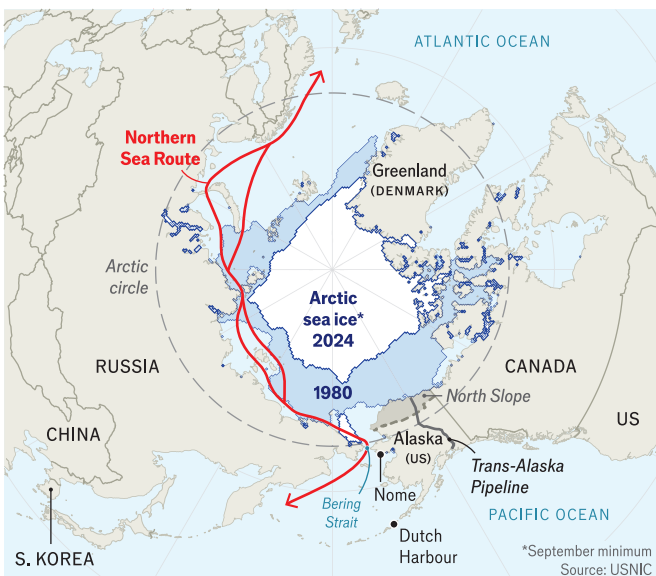 ATLANTIC OCEAN
Northern
Sea Route
Greenland
(DENMARK)
Arctic
circle
Arctic
sea ice*
2024
RUSSIA
1980
CANADA
North Slope
US
CHINA
Alaska
(US)
Trans-Alaska
Pipeline
Nome
Bering
Strait
PACIFIC OCEAN
Dutch
Harbour
S. KOREA
*September minimum
Source: USNIC